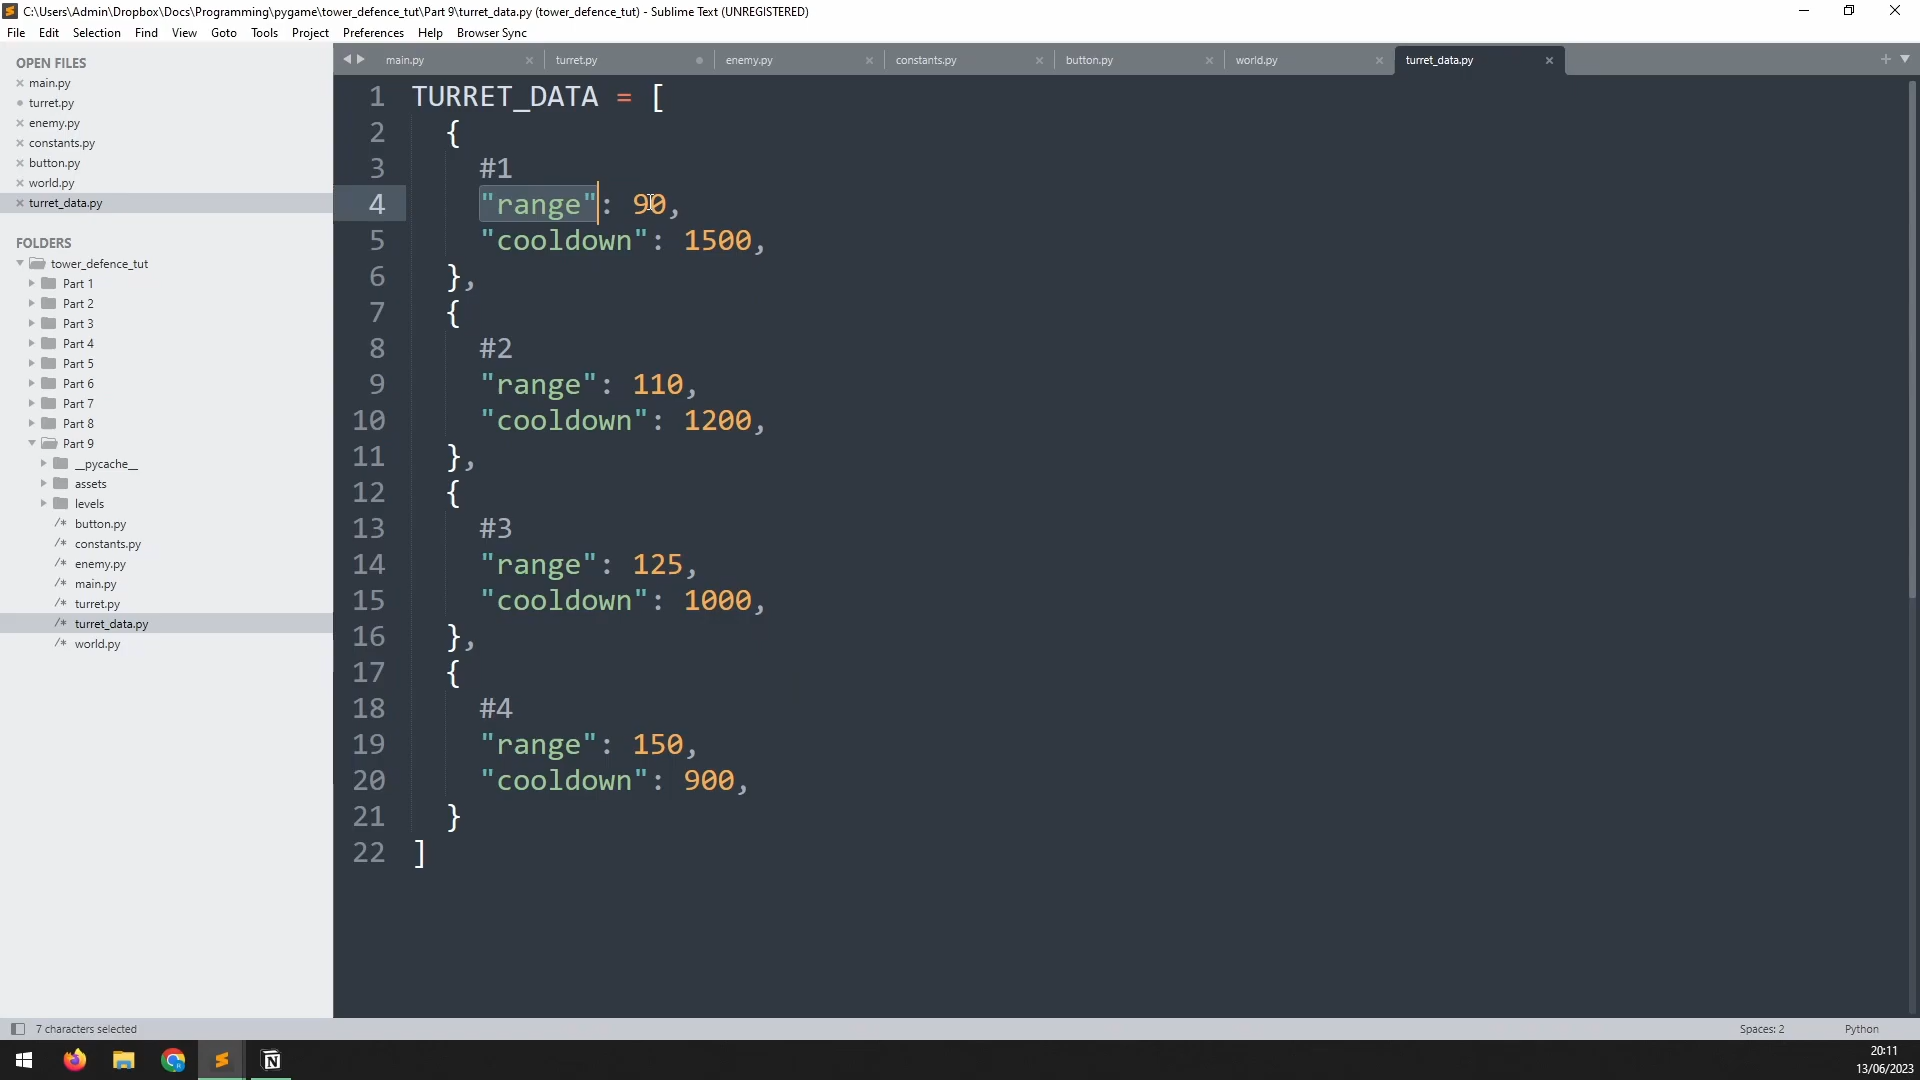 C:\Users\Admin\Dropbox\Docs\Programming\pygame\tower_defence_tut\Part 9\turret_data.py (tower_defence_tut) - Sublime Text (UNREGISTERED)
File Edit Selection Find View Goto Tools Project Preferences Help Browser Sync
OPEN FILES
main.py
turret.py
enemy.py
constants.py
button.py
world.py
turret_data.py
FOLDERS
tower_defence_tut
Part 1
Part 2
Part 3
Part 4
Part 5
Part 6
Part 7
Part 8
Part 9
__pycache__
assets
levels
button.py
constants.py
enemy.py
main.py
turret.py
turret_data.py
world.py
main.py turret.py enemy.py constants.py button.py world.py turret_data.py
1 TURRET_DATA = [
2 {
3 #1
4 "range": 90,
5 "cooldown": 1500,
6 },
7 {
8 #2
9 "range": 110,
10 "cooldown": 1200,
11 },
12 {
13 #3
14 "range": 125,
15 "cooldown": 1000,
16 },
17 {
18 #4
19 "range": 150,
20 "cooldown": 900,
21 }
22 ]
7 characters selected
Spaces: 2 Python
20:11
13/06/2023